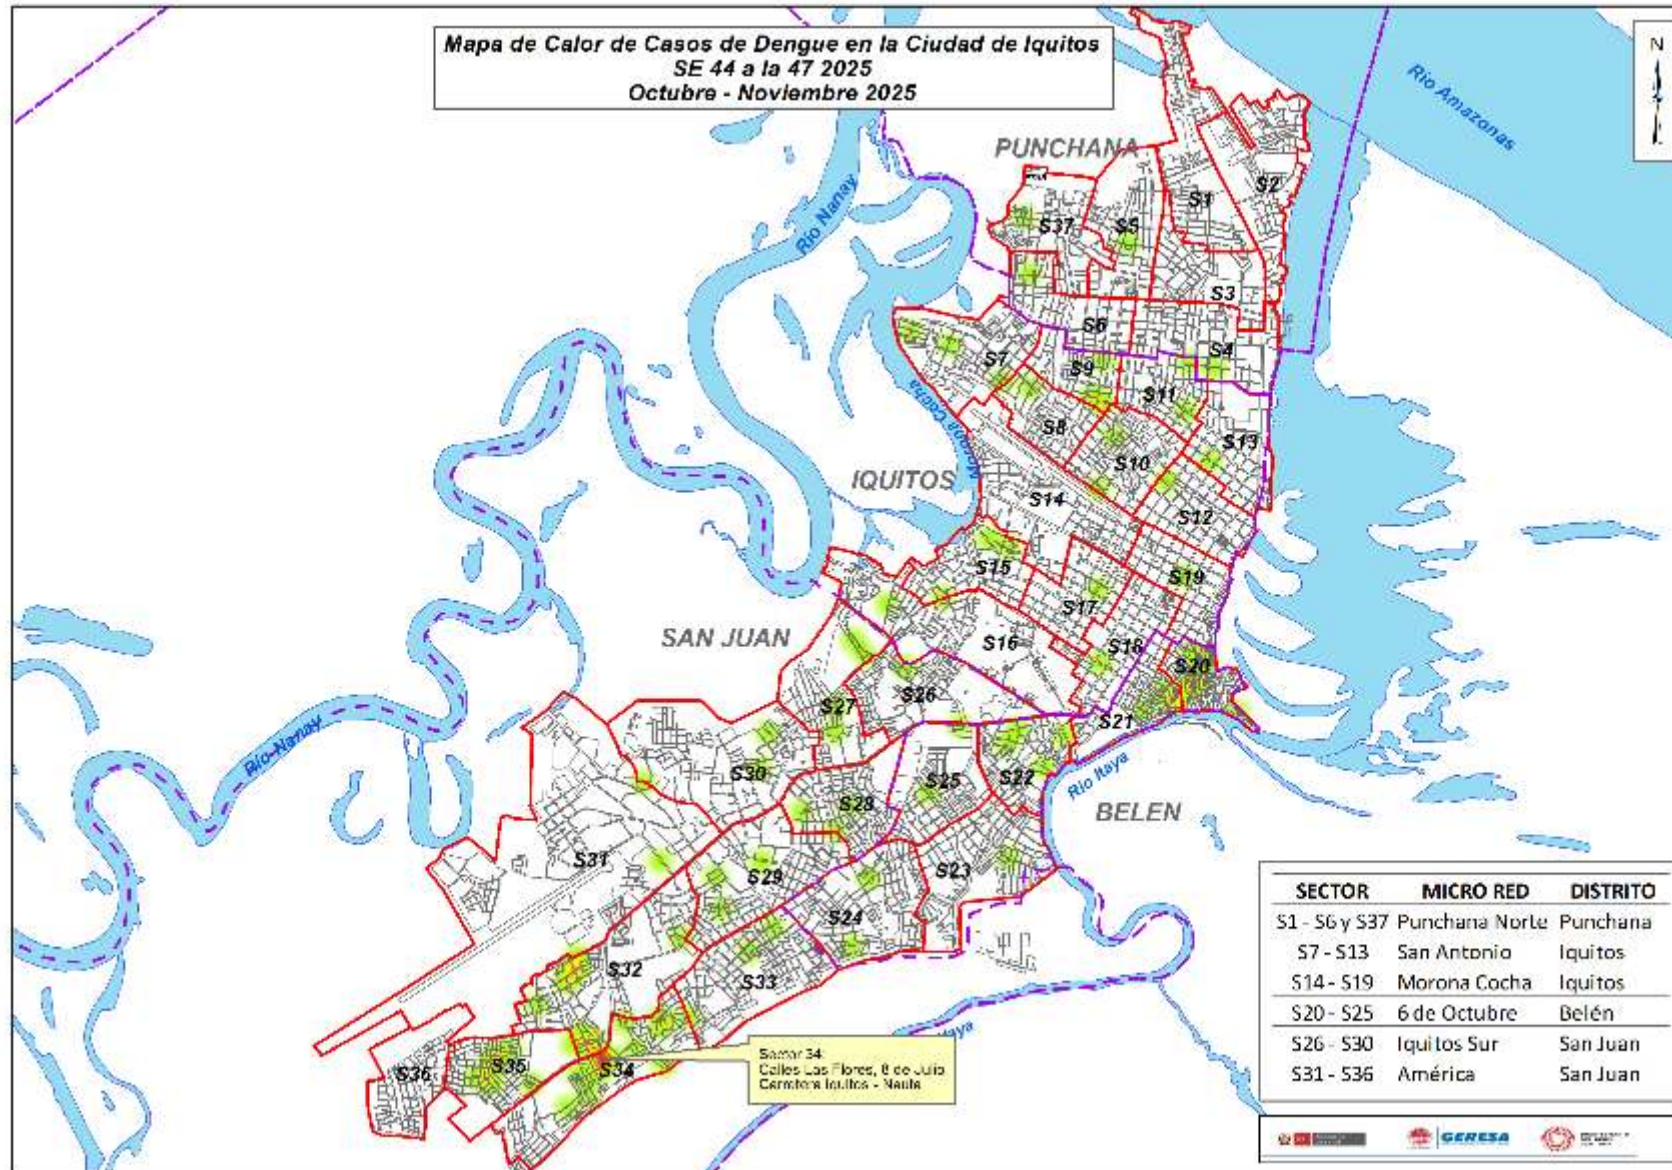 Mapa de Calor de Casos de Dengue en la Ciudad de Iquitos
SE 44 a la 47 2025
Octubre - Noviembre 2025
N
Rio Amazonas
PUNCHANA
Rio Nanay
S2
S1
S37
S5
S3
S6
S4
S7
S9
S11
Morona Cocha
S8
S13
S10
IQUITOS
S14
S12
S15
S19
S17
SAN JUAN
S16
S18
S20
S26
S27
S21
Rio Nanay
S30
S25
S22
Rio Itaya
S28
BELEN
S31
S29
S23
S24
S32
S33
S36
S35
S34
Sector 34
Calles Las Flores, 8 de Julio
Carretera Iquitos - Nauta
SECTOR MICRO RED DISTRITO
S1 - S6 y S37 Punchana Norte Punchana
S7 - S13 San Antonio Iquitos
S14 - S19 Morona Cocha Iquitos
S20 - S25 6 de Octubre Belén
S26 - S30 Iquitos Sur San Juan
S31 - S36 América San Juan
GERESA